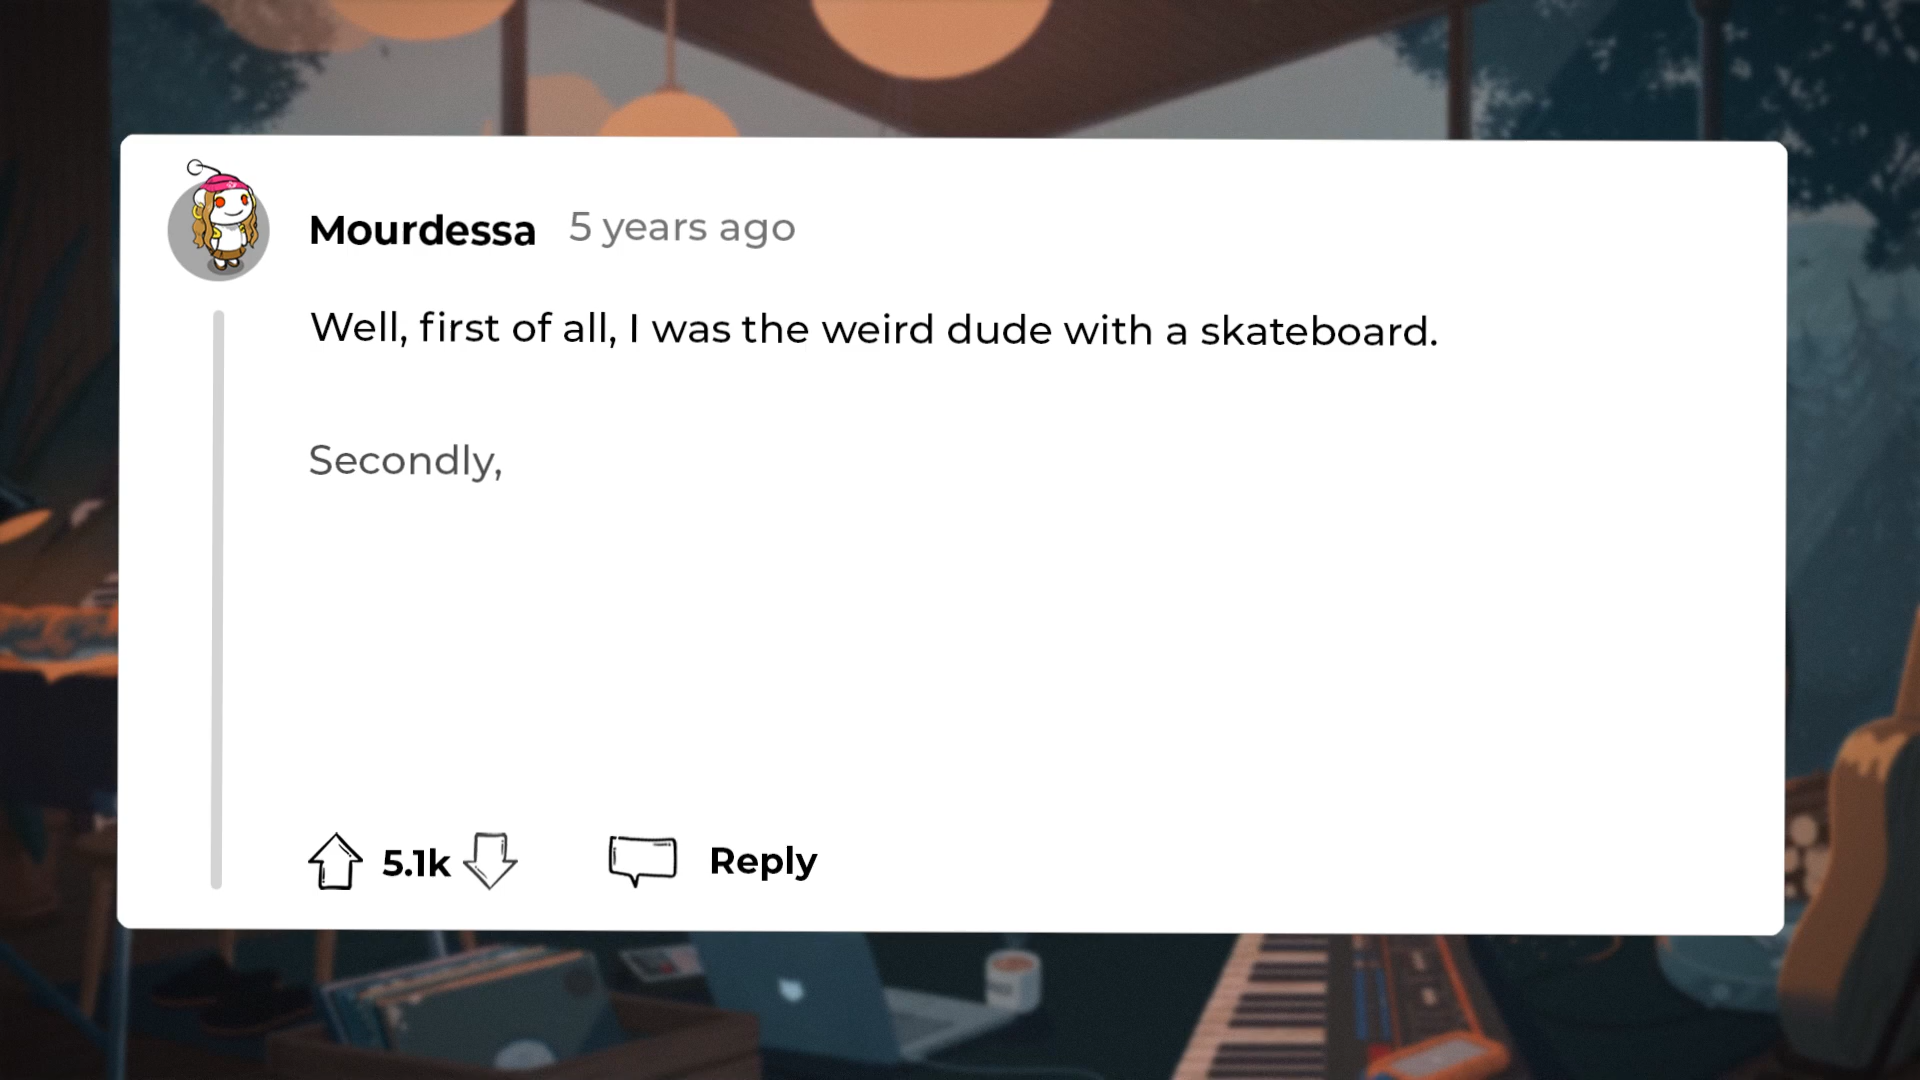 Mourdessa 5 years ago
Well, first of all, I was the weird dude with a skateboard.
Secondly,
5.1k Reply